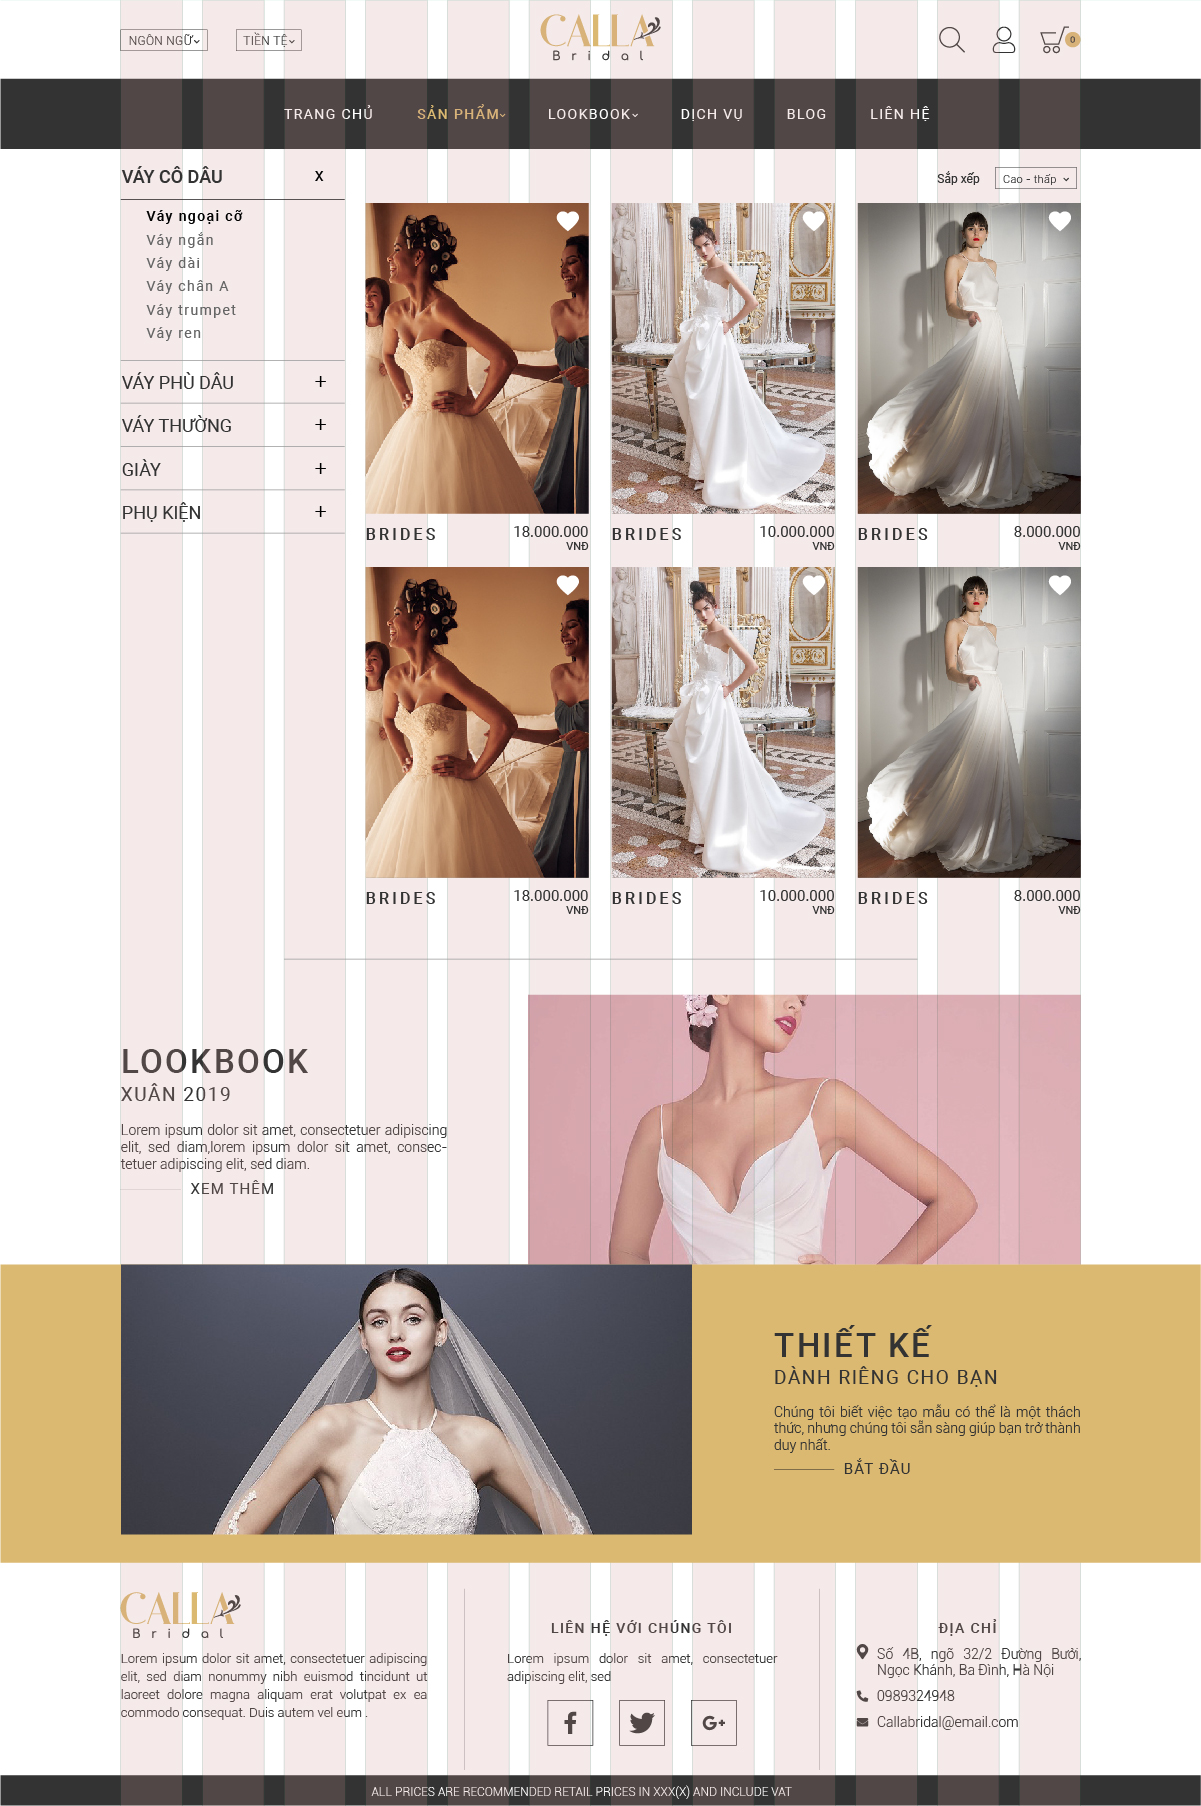 NGÔN NGỮ
TIỀN TỆ
CALLA
Bridal
0
TRANG CHỦ
SẢN PHẨM
LOOKBOOK
DỊCH VỤ
BLOG
LIÊN HỆ
VÁY CÔ DÂU
X
Váy ngoại cỡ
Váy ngắn
Váy dài
Váy chân A
Váy trumpet
Váy ren
VÁY PHÙ DÂU +
VÁY THƯỜNG +
GIÀY +
PHỤ KIỆN +
Sắp xếp
Cao - thấp
BRIDES
18.000.000
VNĐ
BRIDES
10.000.000
VNĐ
BRIDES
8.000.000
VNĐ
BRIDES
18.000.000
VNĐ
BRIDES
10.000.000
VNĐ
BRIDES
8.000.000
VNĐ
LOOKBOOK
XUÂN 2019
Lorem ipsum dolor sit amet, consectetuer adipiscing
elit, sed diam,lorem ipsum dolor sit amet, consec-
tetuer adipiscing elit, sed diam.
XEM THÊM
THIẾT KẾ
DÀNH RIÊNG CHO BẠN
Chúng tôi biết việc tạo mẫu có thể là một thách
thức, nhưng chúng tôi sẵn sàng giúp bạn trở thành
duy nhất.
BẮT ĐẦU
CALLA
Bridal
Lorem ipsum dolor sit amet, consectetuer adipiscing
elit, sed diam nonummy nibh euismod tincidunt ut
laoreet dolore magna aliquam erat volutpat ex ea
commodo consequat. Duis autem vel eum .
LIÊN HỆ VỚI CHÚNG TÔI
Lorem ipsum dolor sit amet, consectetuer
adipiscing elit, sed
f
G+
ĐỊA CHỈ
Số 4B, ngõ 32/2 Đường Bưởi,
Ngọc Khánh, Ba Đình, Hà Nội
0989324948
Callabridal@email.com
ALL PRICES ARE RECOMMENDED RETAIL PRICES IN XXX(X) AND INCLUDE VAT